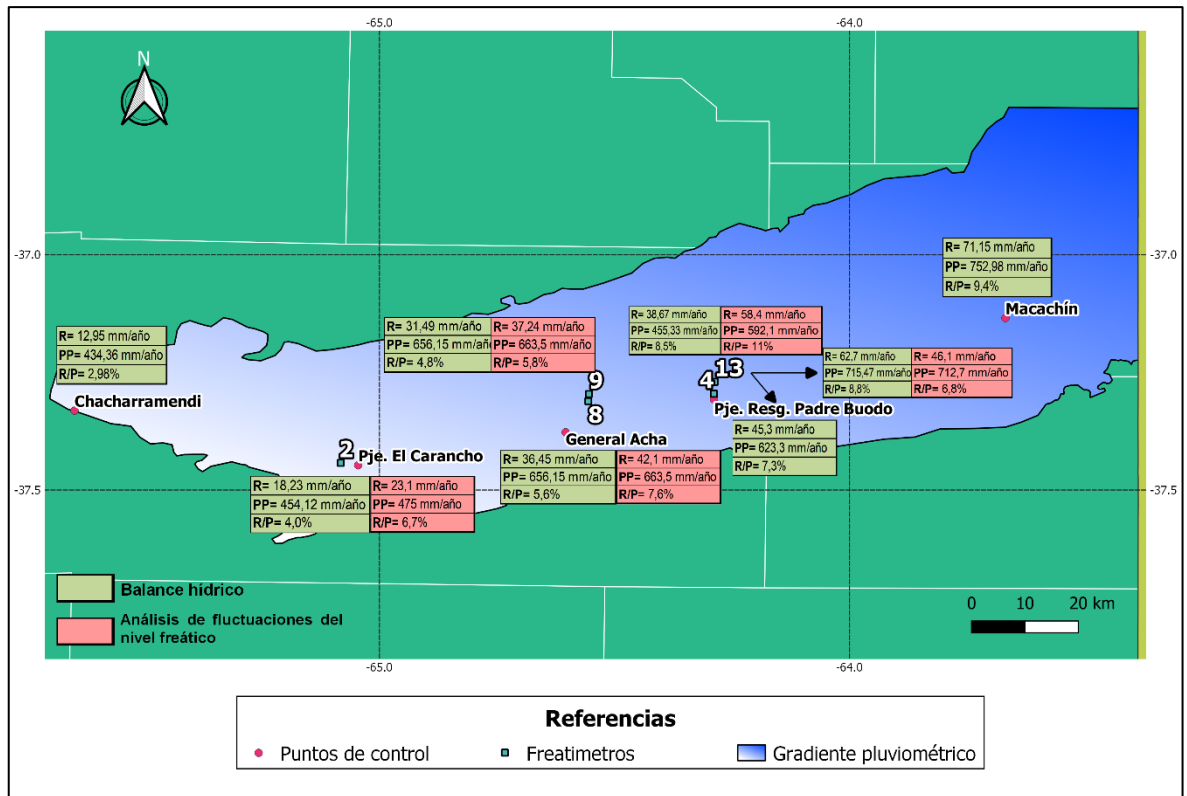 -65.0
-64.0
N
-37.0
-37.0
R= 71,15 mm/año
PP= 752,98 mm/año
R/P= 9,4%
Macachín
R= 12,95 mm/año
PP= 434,36 mm/año
R/P= 2,98%
Chacharramendi
R= 31,49 mm/año
PP= 656,15 mm/año
R/P= 4,8%
R= 37,24 mm/año
PP= 663,5 mm/año
R/P= 5,8%
R= 38,67 mm/año
PP= 455,33 mm/año
R/P= 8,5%
R= 58,4 mm/año
PP= 592,1 mm/año
R/P= 11%
R= 62,7 mm/año
PP= 715,47 mm/año
R/P= 8,8%
R= 46,1 mm/año
PP= 712,7 mm/año
R/P= 6,8%
9
8
4
13
Pje. Resg. Padre Buodo
R= 45,3 mm/año
PP= 623,3 mm/año
R/P= 7,3%
General Acha
R= 36,45 mm/año
PP= 656,15 mm/año
R/P= 5,6%
R= 42,1 mm/año
PP= 663,5 mm/año
R/P= 7,6%
2
Pje. El Carancho
R= 18,23 mm/año
PP= 454,12 mm/año
R/P= 4,0%
R= 23,1 mm/año
PP= 475 mm/año
R/P= 6,7%
-37.5
-37.5
Balance hídrico
Análisis de fluctuaciones del
nivel freático
0 10 20 km
-65.0
-64.0
Referencias
Puntos de control
Freatimetros
Gradiente pluviométrico